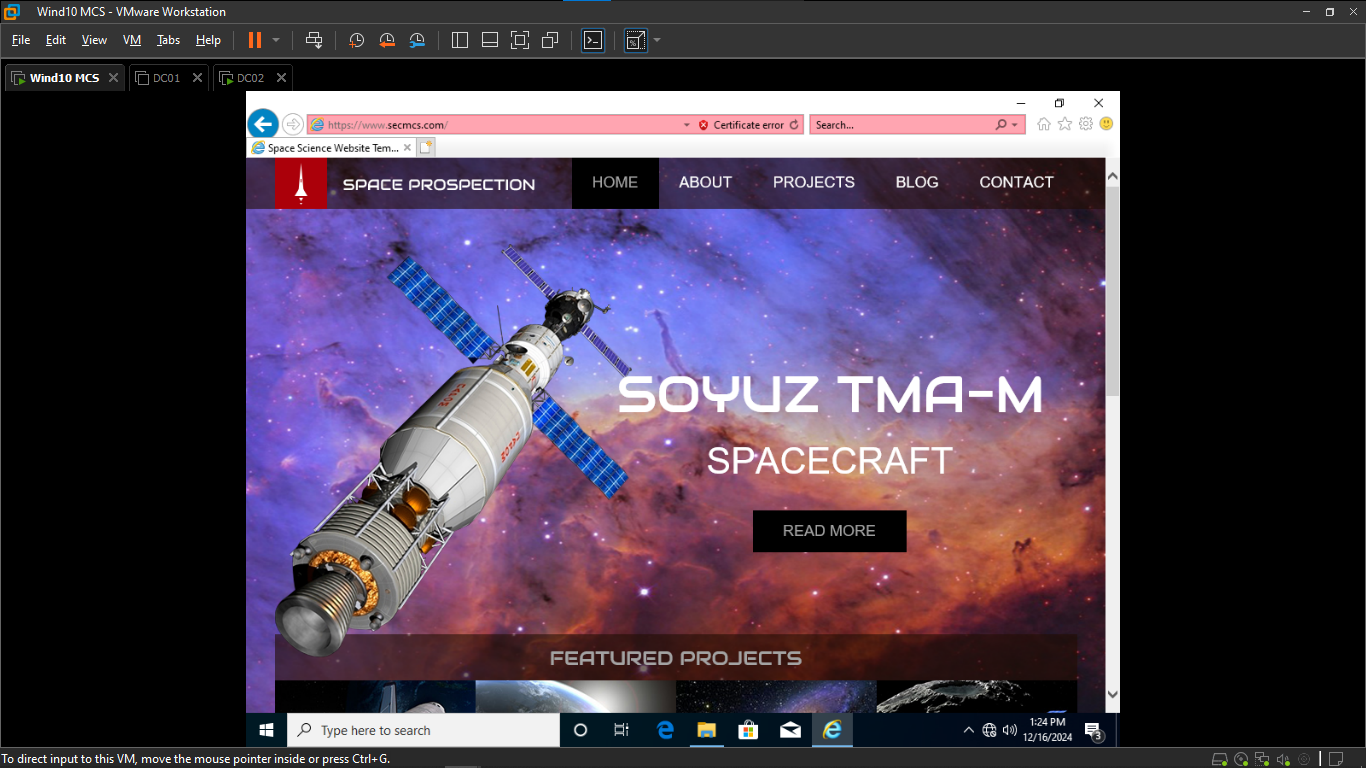 Wind10 MCS - VMware Workstation
File Edit View VM Tabs Help
Wind10 MCS DC01 DC02
https://www.secmcs.com/ Certificate error Search...
Space Science Website Tem...
SPACE PROSPECTION HOME ABOUT PROJECTS BLOG CONTACT
SOYUZ TMA-M
SPACECRAFT
READ MORE
FEATURED PROJECTS
Type here to search
1:24 PM
12/16/2024
3
To direct input to this VM, move the mouse pointer inside or press Ctrl+G.